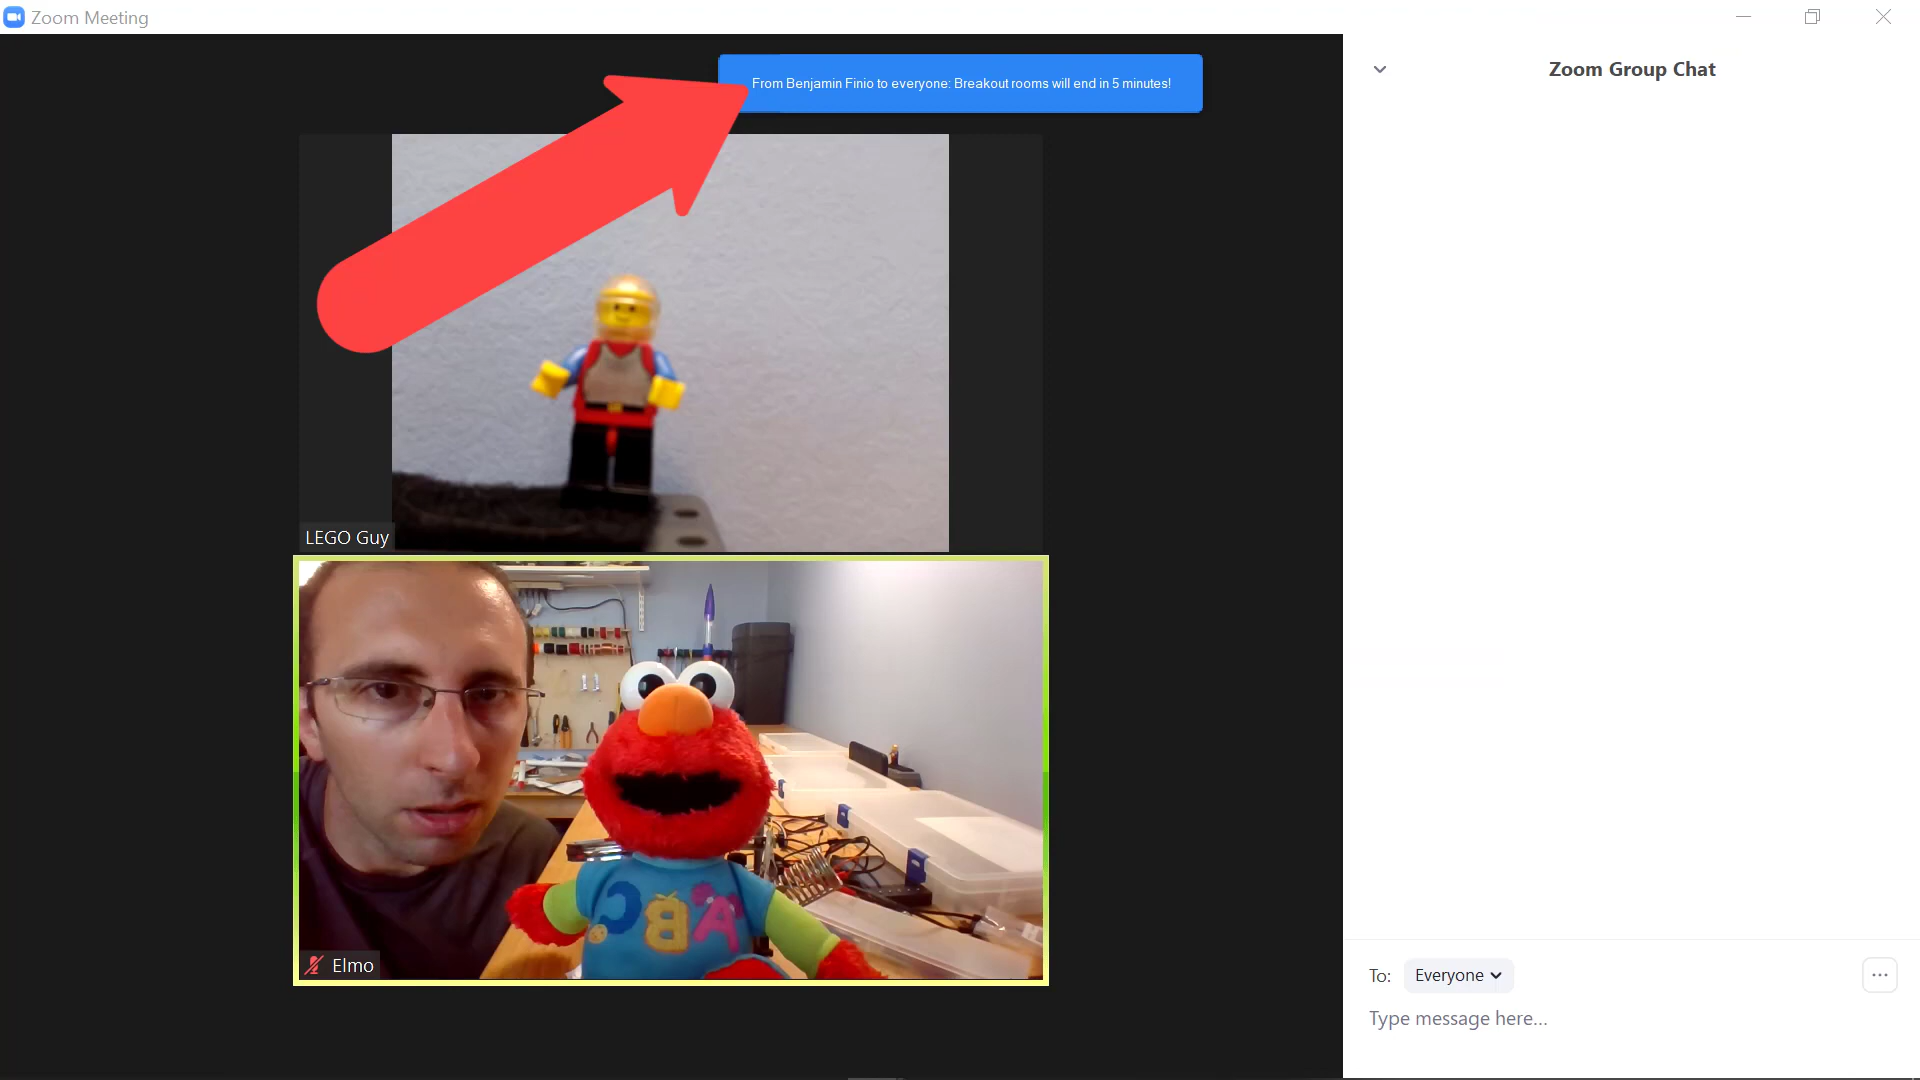 Zoom Meeting
From Benjamin Finio to everyone: Breakout rooms will end in 5 minutes!
Zoom Group Chat
LEGO Guy
ABC
Elmo
To: Everyone
Type message here...